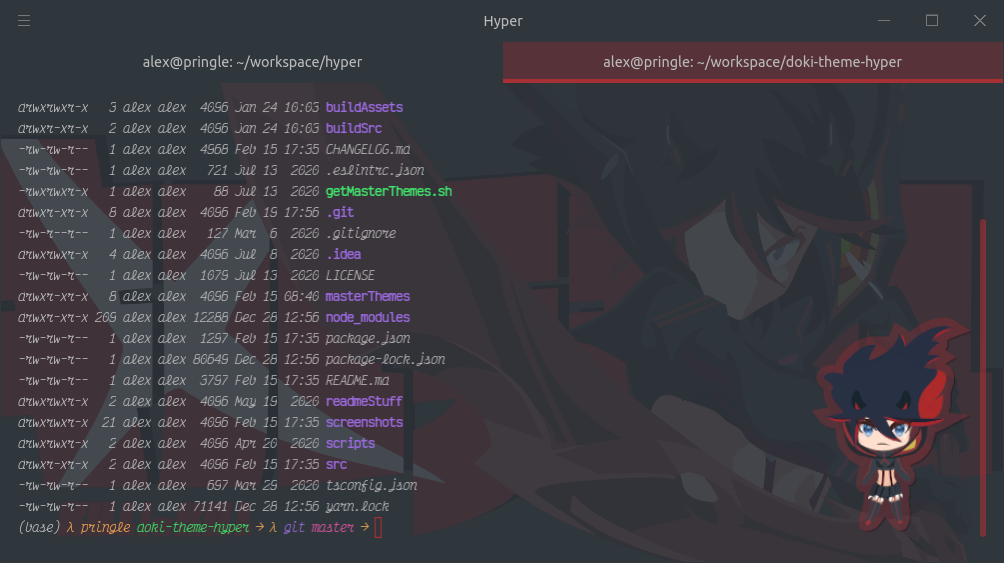 Hyper
alex@pringle: ~/workspace/hyper
alex@pringle: ~/workspace/doki-theme-hyper
drwxrwxr-x 3 alex alex 4096 Jan 24 10:03 buildAssets
drwxr-xr-x 2 alex alex 4096 Jan 24 10:03 buildSrc
-rw-rw-r-- 1 alex alex 4968 Feb 15 17:35 CHANGELOG.md
-rw-rw-r-- 1 alex alex 721 Jul 13 2020 .eslintrc.json
-rwxrwxr-x 1 alex alex 88 Jul 13 2020 getMasterThemes.sh
drwxr-xr-x 8 alex alex 4096 Feb 19 17:56 .git
-rw-rw-r-- 1 alex alex 127 Mar 6 2020 .gitignore
drwxr-xr-x 4 alex alex 4096 Jul 8 2020 .idea
-rw-rw-r-- 1 alex alex 1079 Jul 13 2020 LICENSE
drwxrwxr-x 8 alex alex 4096 Feb 15 08:40 masterThemes
drwxrwxr-x 209 alex alex 12288 Dec 28 12:56 node_modules
-rw-rw-r-- 1 alex alex 1297 Feb 15 17:35 package.json
-rw-rw-r-- 1 alex alex 80649 Dec 28 12:56 package-lock.json
-rw-rw-r-- 1 alex alex 3797 Feb 15 17:35 README.md
drwxrwxr-x 2 alex alex 4096 May 19 2020 readmeStuff
drwxrwxr-x 21 alex alex 4096 Feb 15 17:35 screenshots
drwxrwxr-x 2 alex alex 4096 Apr 20 2020 scripts
drwxr-xr-x 2 alex alex 4096 Feb 15 17:35 src
-rw-rw-r-- 1 alex alex 697 Mar 29 2020 tsconfig.json
-rw-rw-r-- 1 alex alex 71141 Dec 28 12:56 yarn.lock
(base) λ pringle doki-theme-hyper → λ git master →